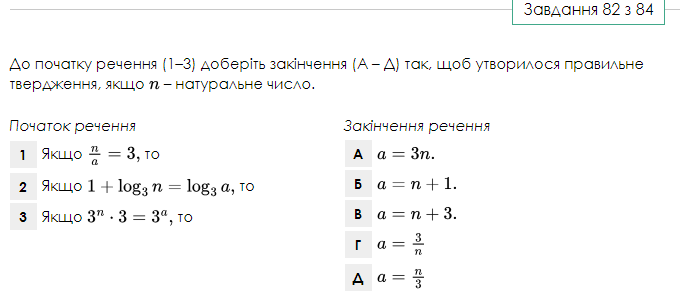 Завдання 82 з 84
До початку речення (1–3) доберіть закінчення (А – Д) так, щоб утворилося правильне
твердження, якщо n – натуральне число.
Початок речення
1 Якщо n/a = 3, то
2 Якщо 1 + log₃ n = log₃ a, то
3 Якщо 3ⁿ · 3 = 3ᵃ, то
Закінчення речення
А a = 3n.
Б a = n + 1.
В a = n + 3.
Г a = 3/n
Д a = n/3